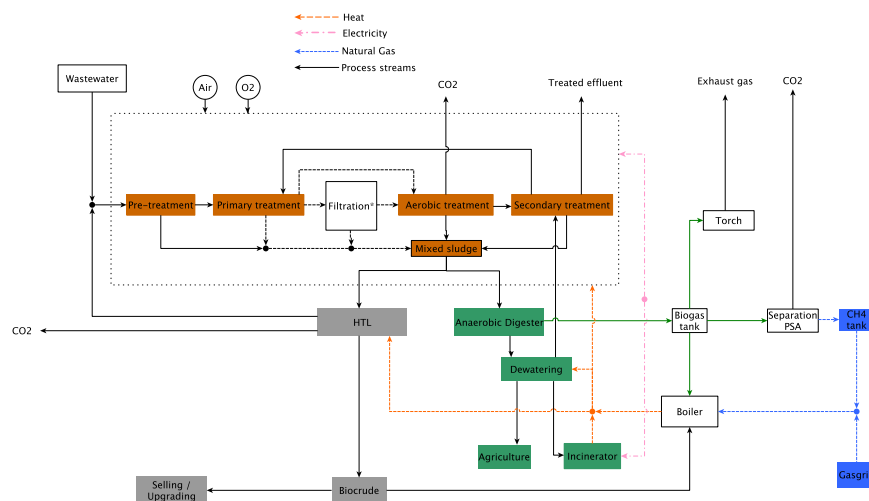 Heat
Electricity
Natural Gas
Process streams
Wastewater
Air
O2
CO2
Treated effluent
Exhaust gas
CO2
Pre-treatment
Primary treatment
Filtration*
Aerobic treatment
Secondary treatment
Torch
Mixed sludge
HTL
Anaerobic Digester
Biogas
tank
Separation
PSA
CH4
tank
CO2
Dewatering
Boiler
Agriculture
Incinerator
Gasgri
Selling /
Upgrading
Biocrude